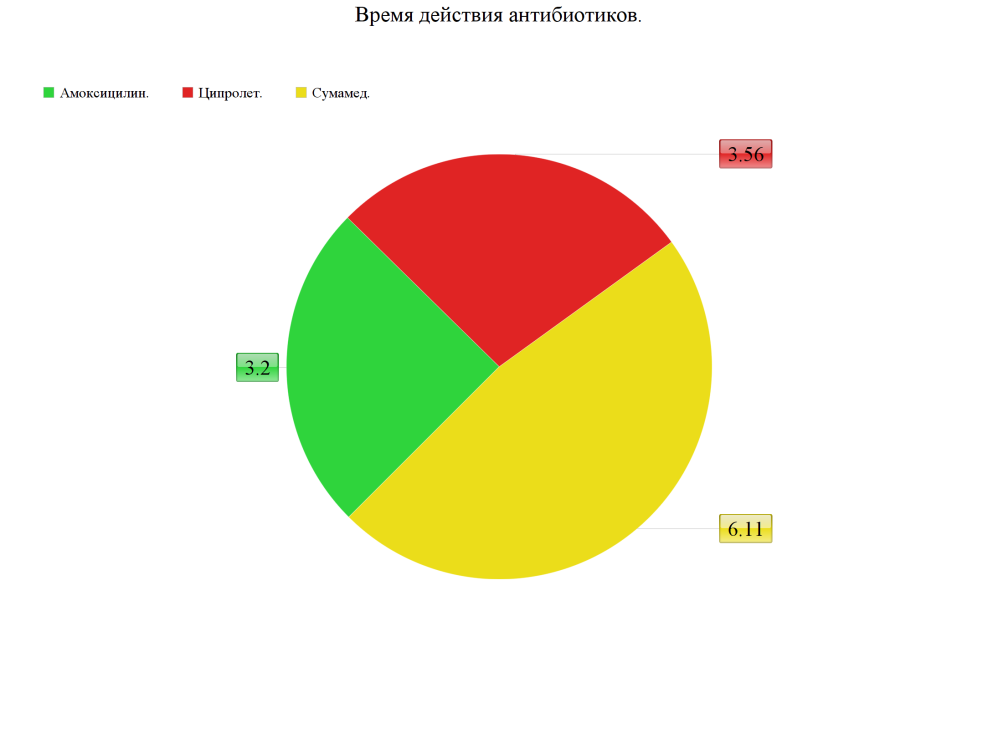 Время действия антибиотиков.
Амоксицилин. Ципролет. Сумамед.
3.56
3.2
6.11